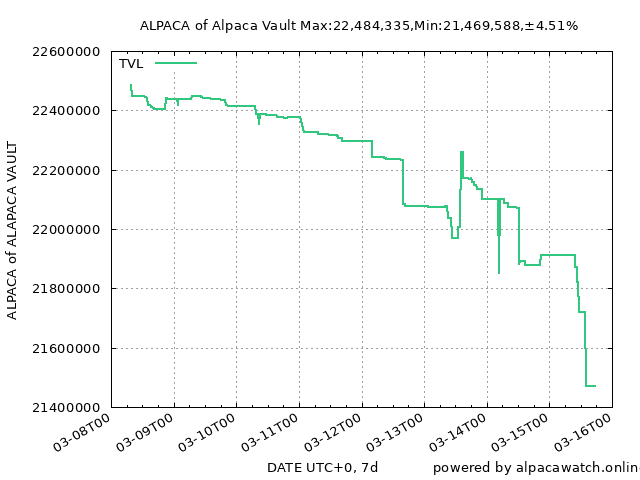 ALPACA of Alpaca Vault Max:22,484,335,Min:21,469,588,±4.51%
TVL
22600000
22400000
22200000
22000000
21800000
21600000
21400000
ALPACA of ALAPACA VAULT
03-08T00
03-09T00
03-10T00
03-11T00
03-12T00
03-13T00
03-14T00
03-15T00
03-16T00
DATE UTC+0, 7d
powered by alpacawatch.onlin